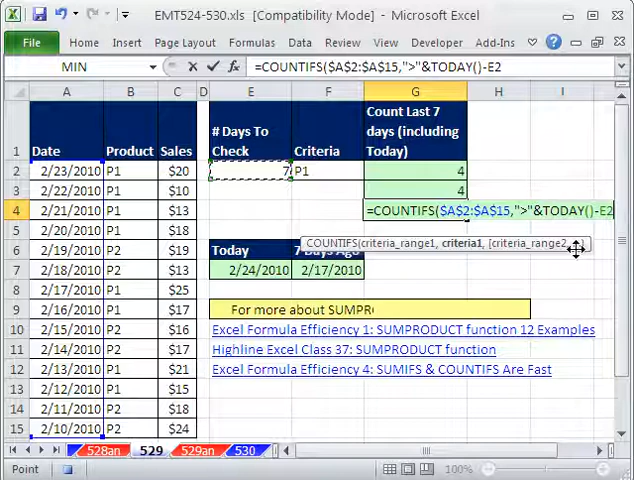 EMT524-530.xls [Compatibility Mode] - Microsoft Excel
File Home Insert Page Layout Formulas Data Review View Developer Add-Ins
MIN =COUNTIFS($A$2:$A$15,">"&TODAY()-E2
A B C D E F G H I
1 Date Product Sales # Days To Check Criteria Count Last 7 days (including Today)
2 2/23/2010 P1 $20 7 P1 4
3 2/22/2010 P1 $10 4
4 2/21/2010 P1 $13 =COUNTIFS($A$2:$A$15,">"&TODAY()-E2
5 2/20/2010 P1 $18 COUNTIFS(criteria_range1, criteria1, [criteria_range2,
6 2/19/2010 P2 $19 Today 7 Days Ago
7 2/18/2010 P2 $13 2/24/2010 2/17/2010
8 2/17/2010 P1 $25
9 2/16/2010 P1 $17 For more about SUMPR
10 2/15/2010 P2 $16 Excel Formula Efficiency 1: SUMPRODUCT function 12 Examples
11 2/14/2010 P2 $17 Highline Excel Class 37: SUMPRODUCT function
12 2/13/2010 P1 $21 Excel Formula Efficiency 4: SUMIFS & COUNTIFS Are Fast
13 2/12/2010 P1 $15
14 2/11/2010 P2 $18
15 2/10/2010 P2 $24
528an 529 529an 530
Point 100%